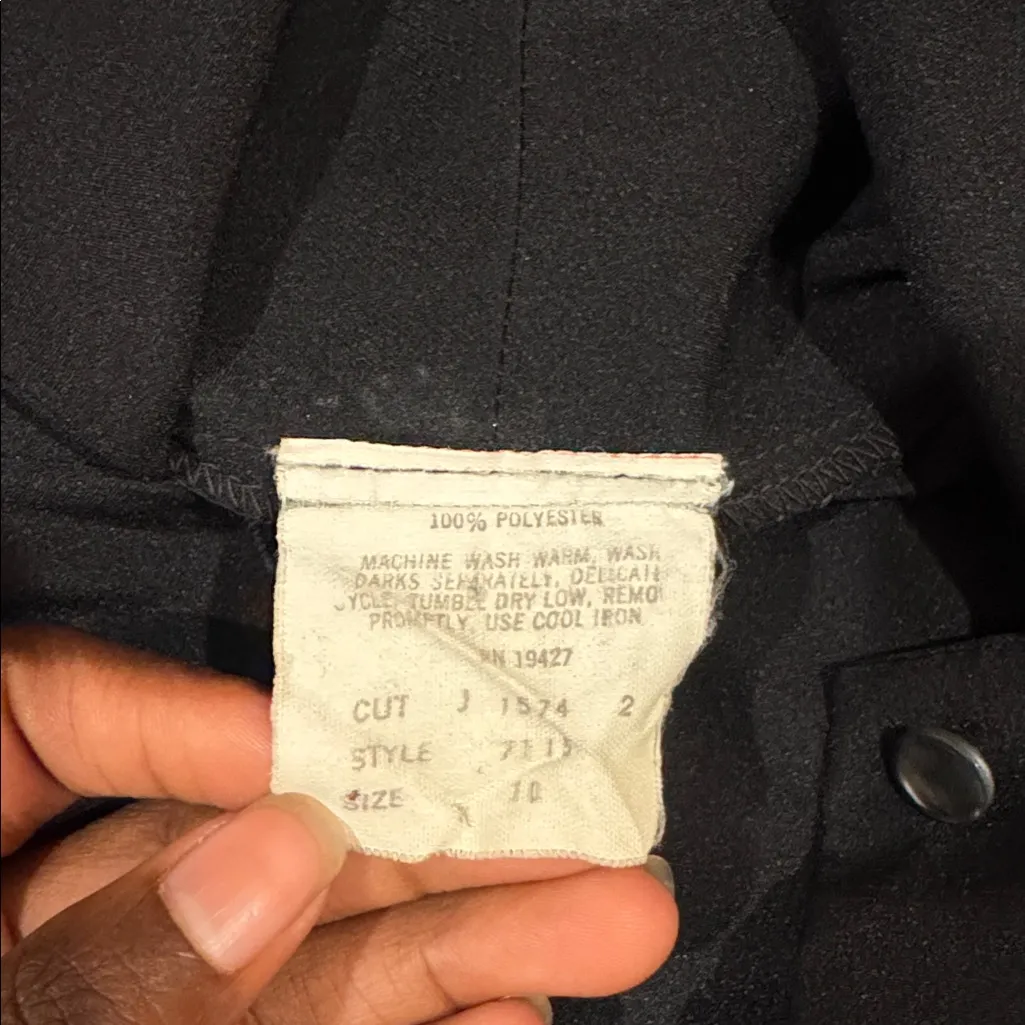 100% POLYESTER
MACHINE WASH WARM, WASH
DARKS SEPARATELY, DELICATE
CYCLE, TUMBLE DRY LOW, REMO
PROMPTLY, USE COOL IRON
RN 19427
CUT J 1574 2
STYLE
SIZE 10